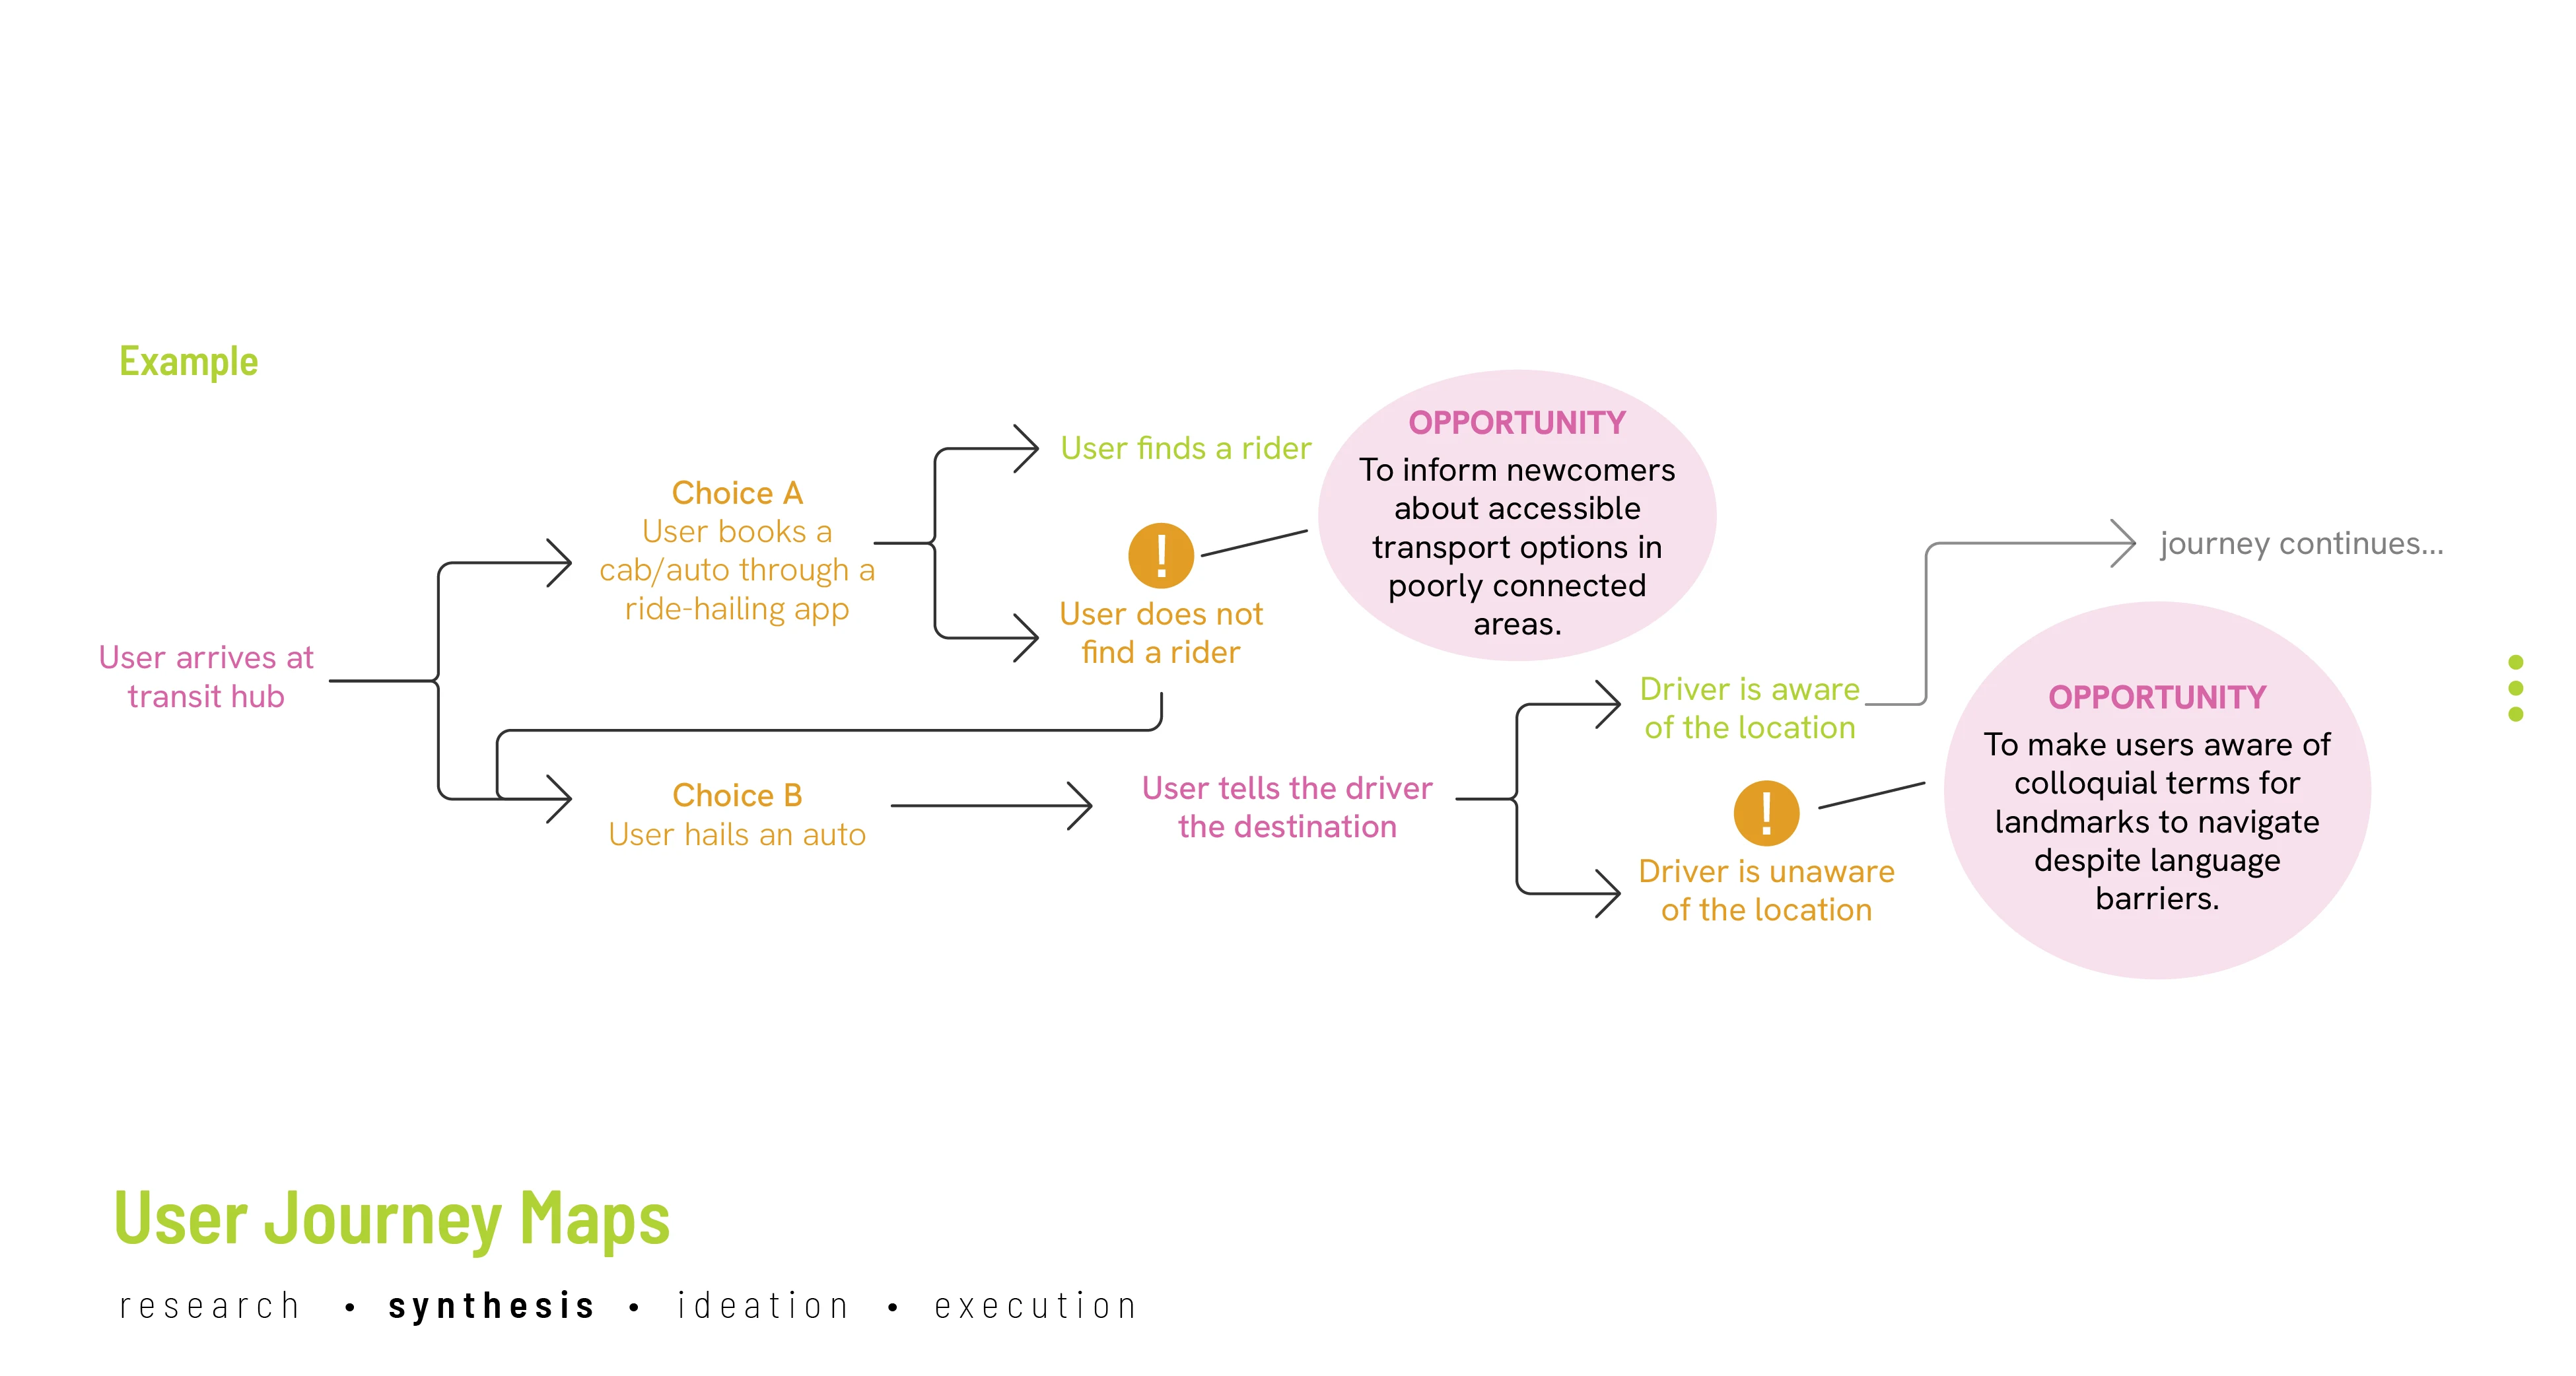 Example
User arrives at
transit hub
Choice A
User books a
cab/auto through a
ride-hailing app
User finds a rider
!
User does not
find a rider
OPPORTUNITY
To inform newcomers
about accessible
transport options in
poorly connected
areas.
Choice B
User hails an auto
User tells the driver
the destination
Driver is aware
of the location
journey continues...
!
Driver is unaware
of the location
OPPORTUNITY
To make users aware of
colloquial terms for
landmarks to navigate
despite language
barriers.
User Journey Maps
research • synthesis • ideation • execution